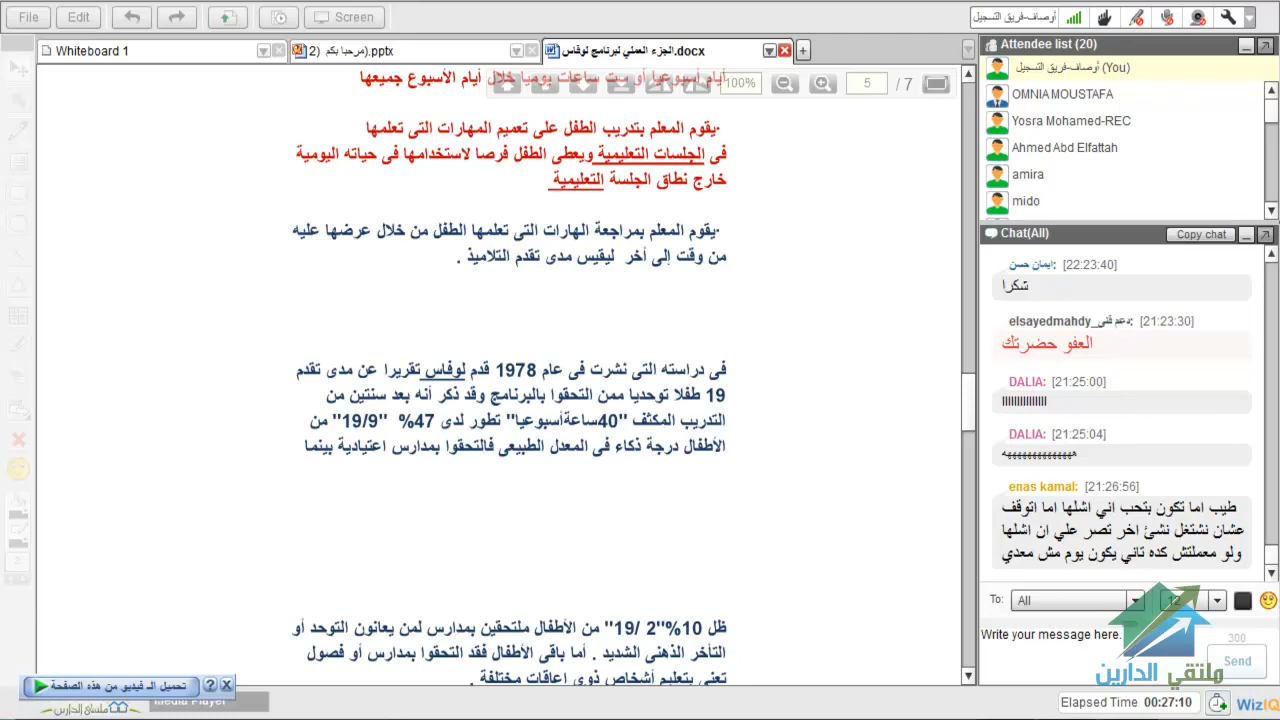 File
Edit
Screen
أوصاف-فريق التسجيل
Whiteboard 1
2) مرحبا بكم).pptx
الجزء العملي لبرنامج لوفاس.docx
100%
5
/ 7
أيام أسبوعيا أو ست ساعات يوميا خلال أيام الأسبوع جميعها
·يقوم المعلم بتدريب الطفل على تعميم المهارات التى تعلمها
فى الجلسات التعليمية ويعطى الطفل فرصا لاستخدامها فى حياته اليومية
خارج نطاق الجلسة التعليمية
·يقوم المعلم بمراجعة الهارات التى تعلمها الطفل من خلال عرضها عليه
من وقت إلى أخر ليقيس مدى تقدم التلاميذ .
فى دراسته التى نشرت فى عام 1978 قدم لوفاس تقريرا عن مدى تقدم
19 طفلا توحديا ممن التحقوا بالبرنامج وقد ذكر أنه بعد سنتين من
التدريب المكثف "40ساعةأسبوعيا" تطور لدى 47% "19/9" من
الأطفال درجة ذكاء فى المعدل الطبيعى فالتحقوا بمدارس اعتيادية بينما
ظل 10%"2 /19" من الأطفال ملتحقين بمدارس لمن يعانون التوحد أو
التأخر الذهنى الشديد . أما باقى الأطفال فقد التحقوا بمدارس أو فصول
تعنى بتعليم أشخاص ذوى إعاقات مختلفة .
Attendee list (20)
أوصاف-فريق التسجيل (You)
OMNIA MOUSTAFA
Yosra Mohamed-REC
Ahmed Abd Elfattah
amira
mido
Chat(All)
Copy chat
ايمان حسن: [22:23:40]
شكرا
elsayedmahdy_دعم فنى: [21:23:30]
العفو حضرتك
DALIA: [21:25:00]
اااااااااااااا
DALIA: [21:25:04]
enas kamal: [21:26:56]
طيب اما تكون بتحب اني اشلها اما اتوقف
عشان نشتغل نشئ اخر تصر علي ان اشلها
ولو معملتش كده تاني يكون يوم مش معدي
To:
All
12
Write your message here.
300
Send
ملتقي الدارين
Elapsed Time 00:27:10
WizIQ
تحميل الـ فيديو من هذه الصفحة
Media Player
ملتقى الدارين